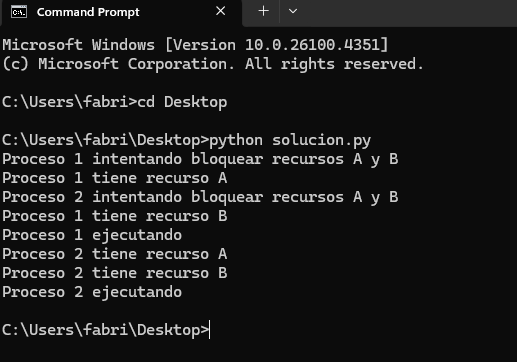 Command Prompt
Microsoft Windows [Version 10.0.26100.4351]
(c) Microsoft Corporation. All rights reserved.
C:\Users\fabri>cd Desktop
C:\Users\fabri\Desktop>python solucion.py
Proceso 1 intentando bloquear recursos A y B
Proceso 1 tiene recurso A
Proceso 2 intentando bloquear recursos A y B
Proceso 1 tiene recurso B
Proceso 1 ejecutando
Proceso 2 tiene recurso A
Proceso 2 tiene recurso B
Proceso 2 ejecutando
C:\Users\fabri\Desktop>